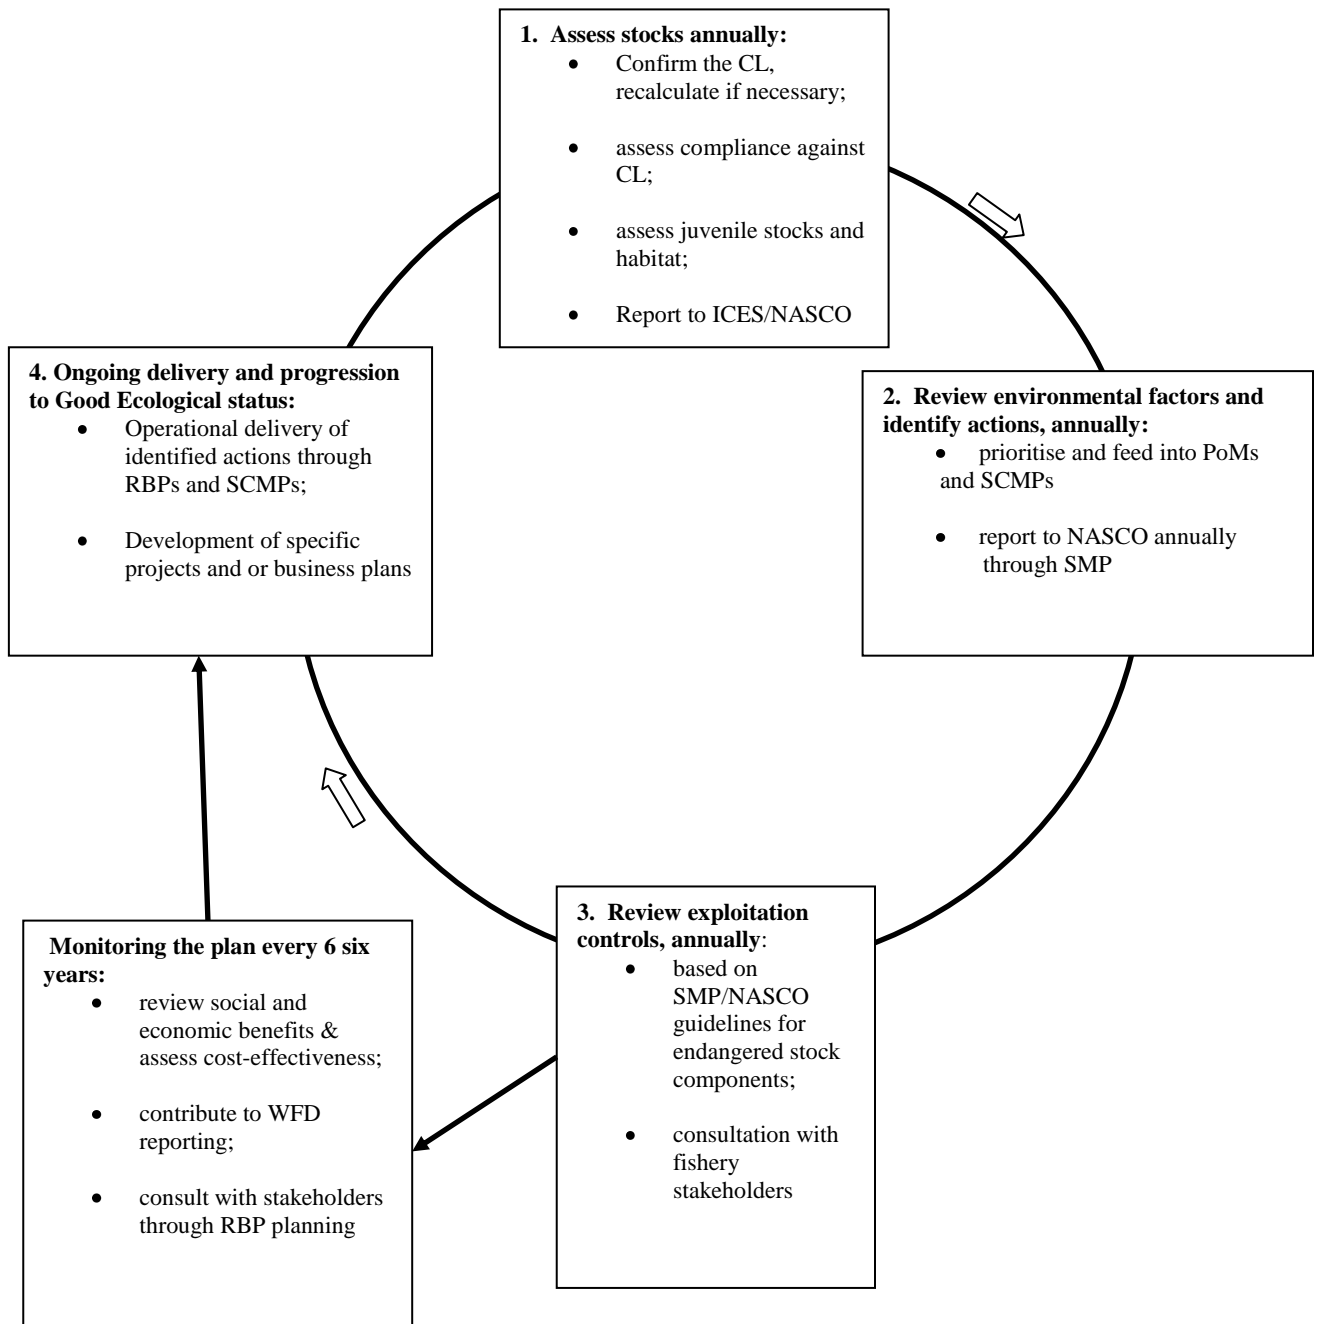 1. Assess stocks annually:
• Confirm the CL,
recalculate if necessary;
• assess compliance against
CL;
• assess juvenile stocks and
habitat;
• Report to ICES/NASCO
2. Review environmental factors and
identify actions, annually:
• prioritise and feed into PoMs
and SCMPs
• report to NASCO annually
through SMP
3. Review exploitation
controls, annually:
• based on
SMP/NASCO
guidelines for
endangered stock
components;
• consultation with
fishery
stakeholders
4. Ongoing delivery and progression
to Good Ecological status:
• Operational delivery of
identified actions through
RBPs and SCMPs;
• Development of specific
projects and or business plans
Monitoring the plan every 6 six
years:
• review social and
economic benefits &
assess cost-effectiveness;
• contribute to WFD
reporting;
• consult with stakeholders
through RBP planning